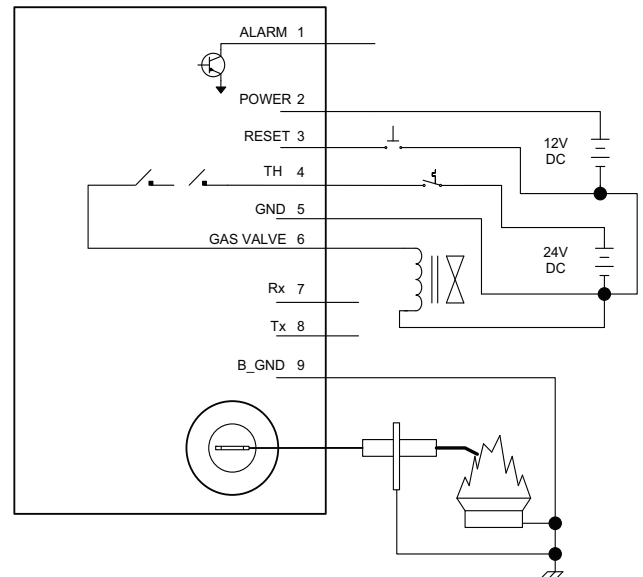 ALARM 1
POWER 2
RESET 3
12V
DC
TH 4
GND 5
GAS VALVE 6
24V
DC
Rx 7
Tx 8
B_GND 9